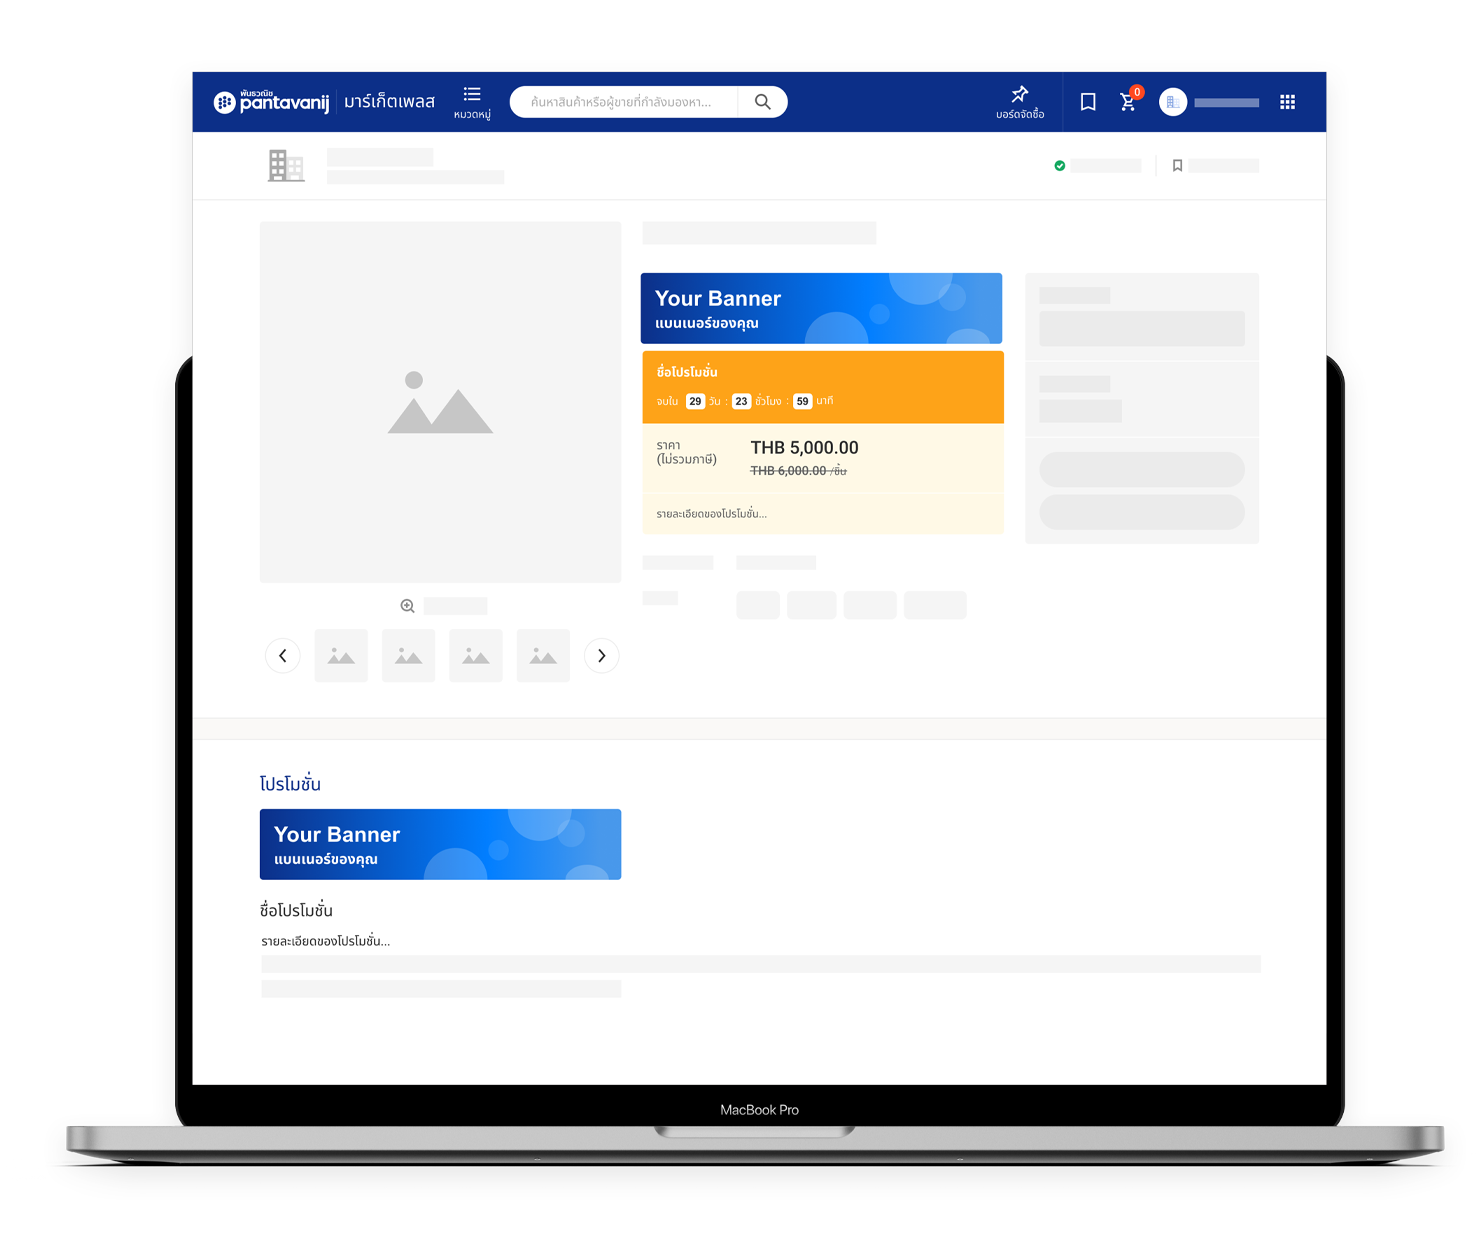 พันธวณิช
pantavanij มาร์เก็ตเพลส
หมวดหมู่
ค้นหาสินค้าหรือผู้ขายที่กำลังมองหา...
บอร์ดจัดซื้อ
0
Your Banner
แบนเนอร์ของคุณ
ชื่อโปรโมชั่น
จบใน 29 วัน : 23 ชั่วโมง : 59 นาที
ราคา THB 5,000.00
(ไม่รวมภาษี) THB 6,000.00 /ชิ้น
รายละเอียดของโปรโมชั่น...
โปรโมชั่น
Your Banner
แบนเนอร์ของคุณ
ชื่อโปรโมชั่น
รายละเอียดของโปรโมชั่น...
MacBook Pro